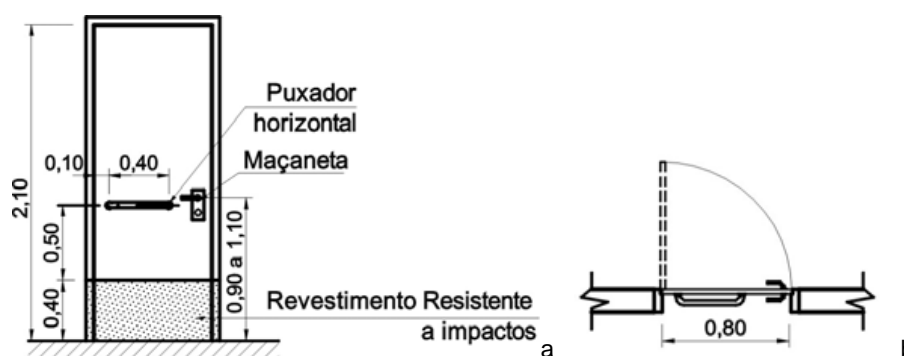 Puxador
horizontal
Maçaneta
0,10
0,40
2,10
0,50
0,40
0,90 a 1,10
Revestimento Resistente
a impactos
a
0,80